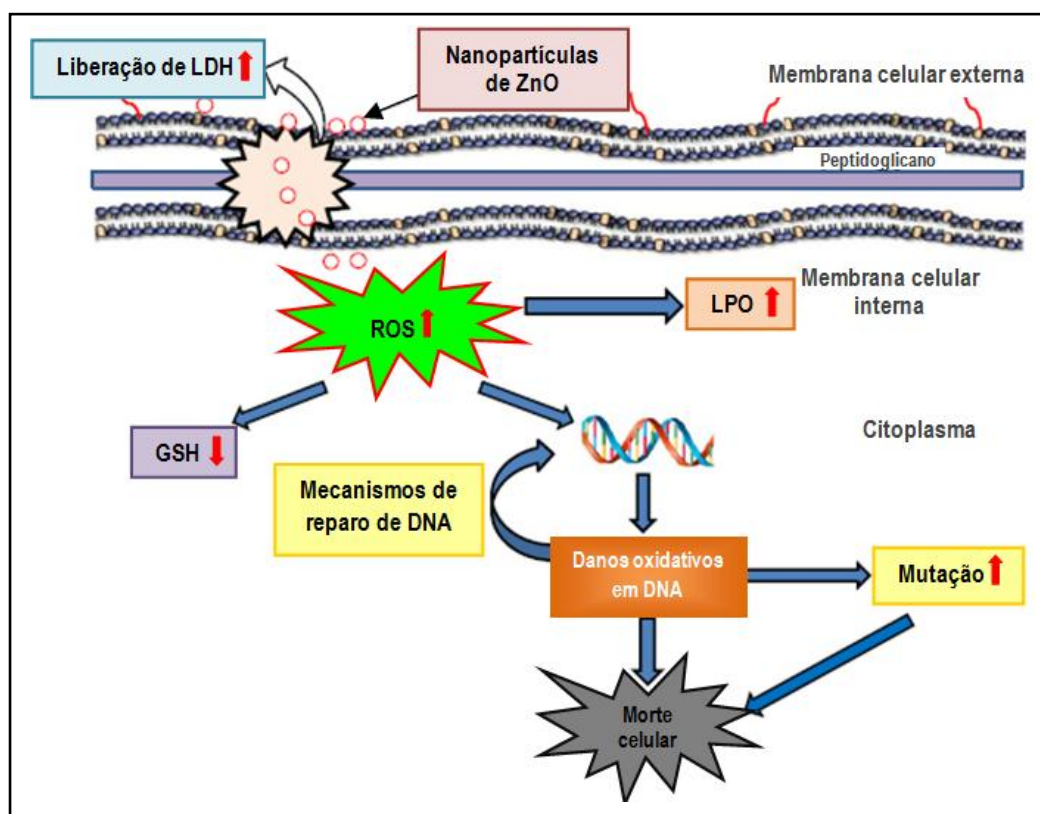 Liberação de LDH
Nanopartículas
de ZnO
Membrana celular externa
Peptidoglicano
Membrana celular
interna
ROS
LPO
GSH
Citoplasma
Mecanismos de
reparo de DNA
Danos oxidativos
em DNA
Mutação
Morte
celular